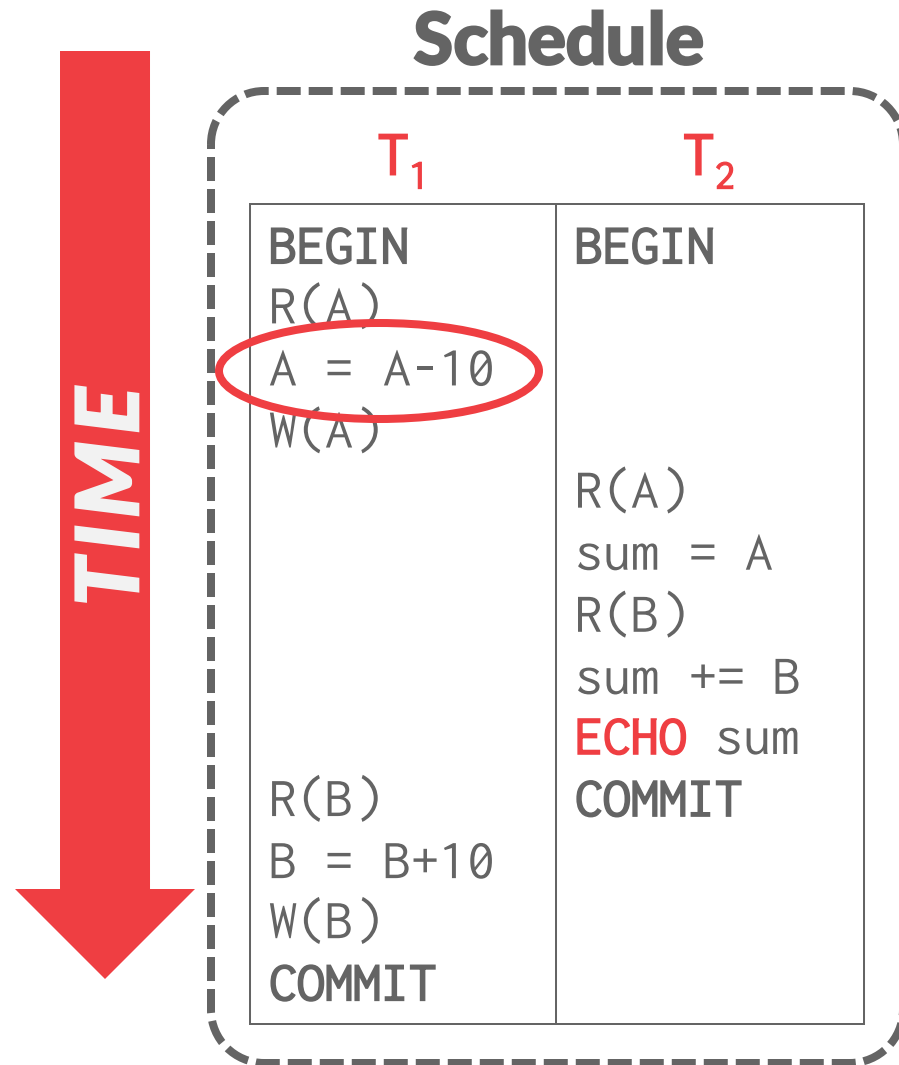 Schedule
TIME
T1 T2
BEGIN BEGIN
R(A)
A = A-10
W(A)
R(A)
sum = A
R(B)
sum += B
ECHO sum
R(B) COMMIT
B = B+10
W(B)
COMMIT